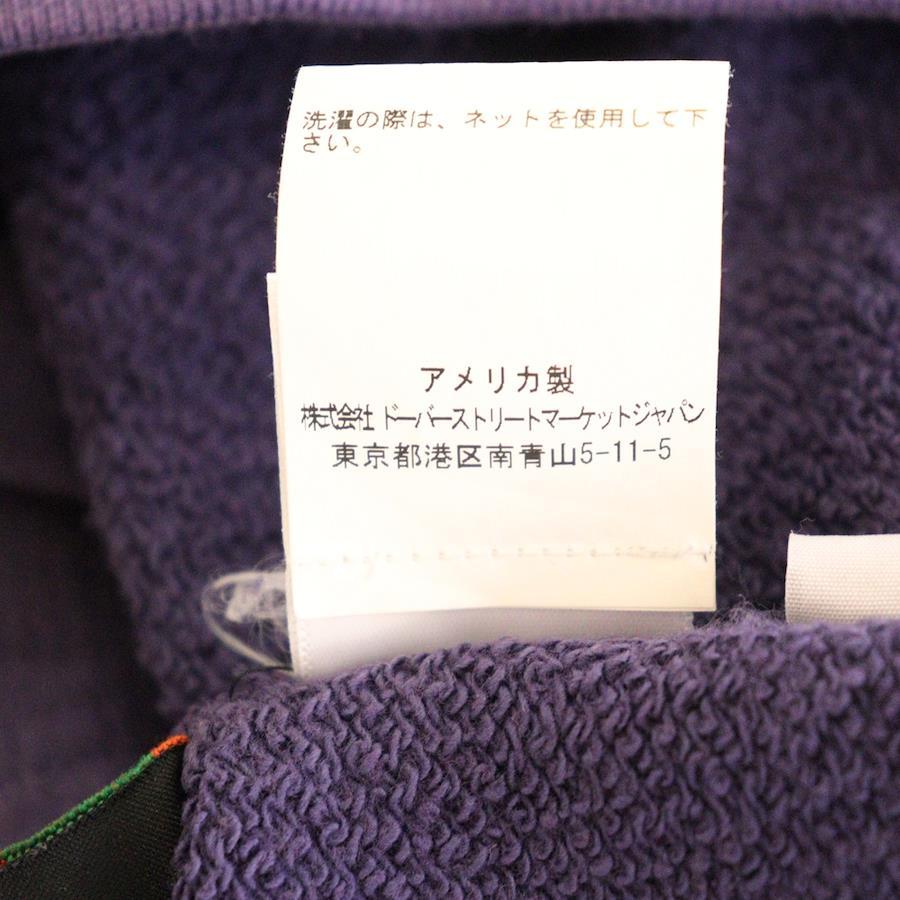 洗濯の際は、ネットを使用して下
さい。
アメリカ製
株式会社 ドーバーストリートマーケットジャパン
東京都港区南青山5-11-5